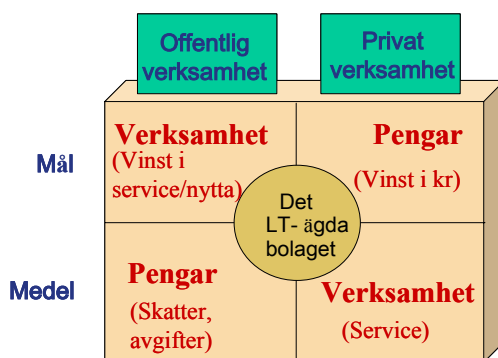 Offentlig
verksamhet
Privat
verksamhet
Mål
Verksamhet
(Vinst i
service/nytta)
Pengar
(Vinst i kr)
Det
LT- ägda
bolaget
Medel
Pengar
(Skatter,
avgifter)
Verksamhet
(Service)